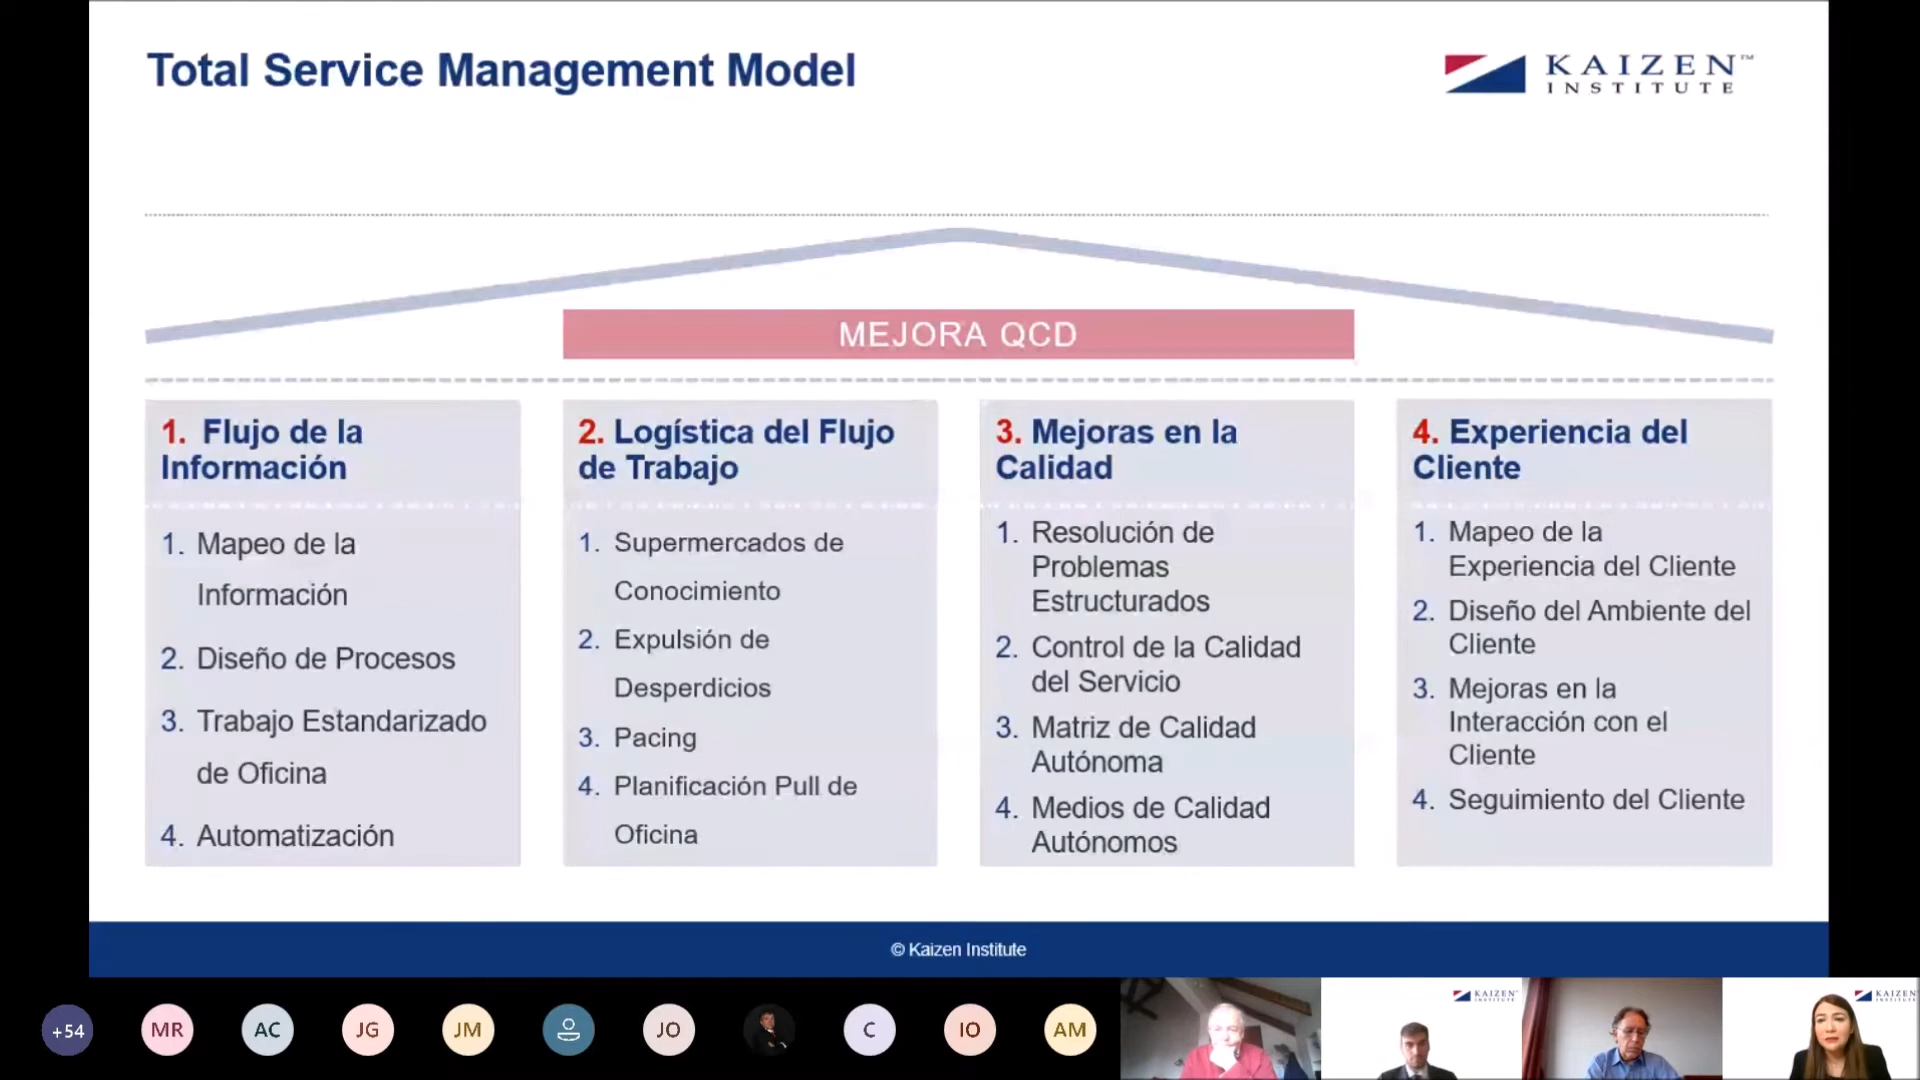 Total Service Management Model
KAIZEN™
INSTITUTE
MEJORA QCD
1. Flujo de la
Información
1. Mapeo de la
Información
2. Diseño de Procesos
3. Trabajo Estandarizado
de Oficina
4. Automatización
2. Logística del Flujo
de Trabajo
1. Supermercados de
Conocimiento
2. Expulsión de
Desperdicios
3. Pacing
4. Planificación Pull de
Oficina
3. Mejoras en la
Calidad
1. Resolución de
Problemas
Estructurados
2. Control de la Calidad
del Servicio
3. Matriz de Calidad
Autónoma
4. Medios de Calidad
Autónomos
4. Experiencia del
Cliente
1. Mapeo de la
Experiencia del Cliente
2. Diseño del Ambiente del
Cliente
3. Mejoras en la
Interacción con el
Cliente
4. Seguimiento del Cliente
© Kaizen Institute
+54
MR
AC
JG
JM
JO
C
IO
AM
KAIZEN
INSTITUTE
KAIZEN
INSTITUTE